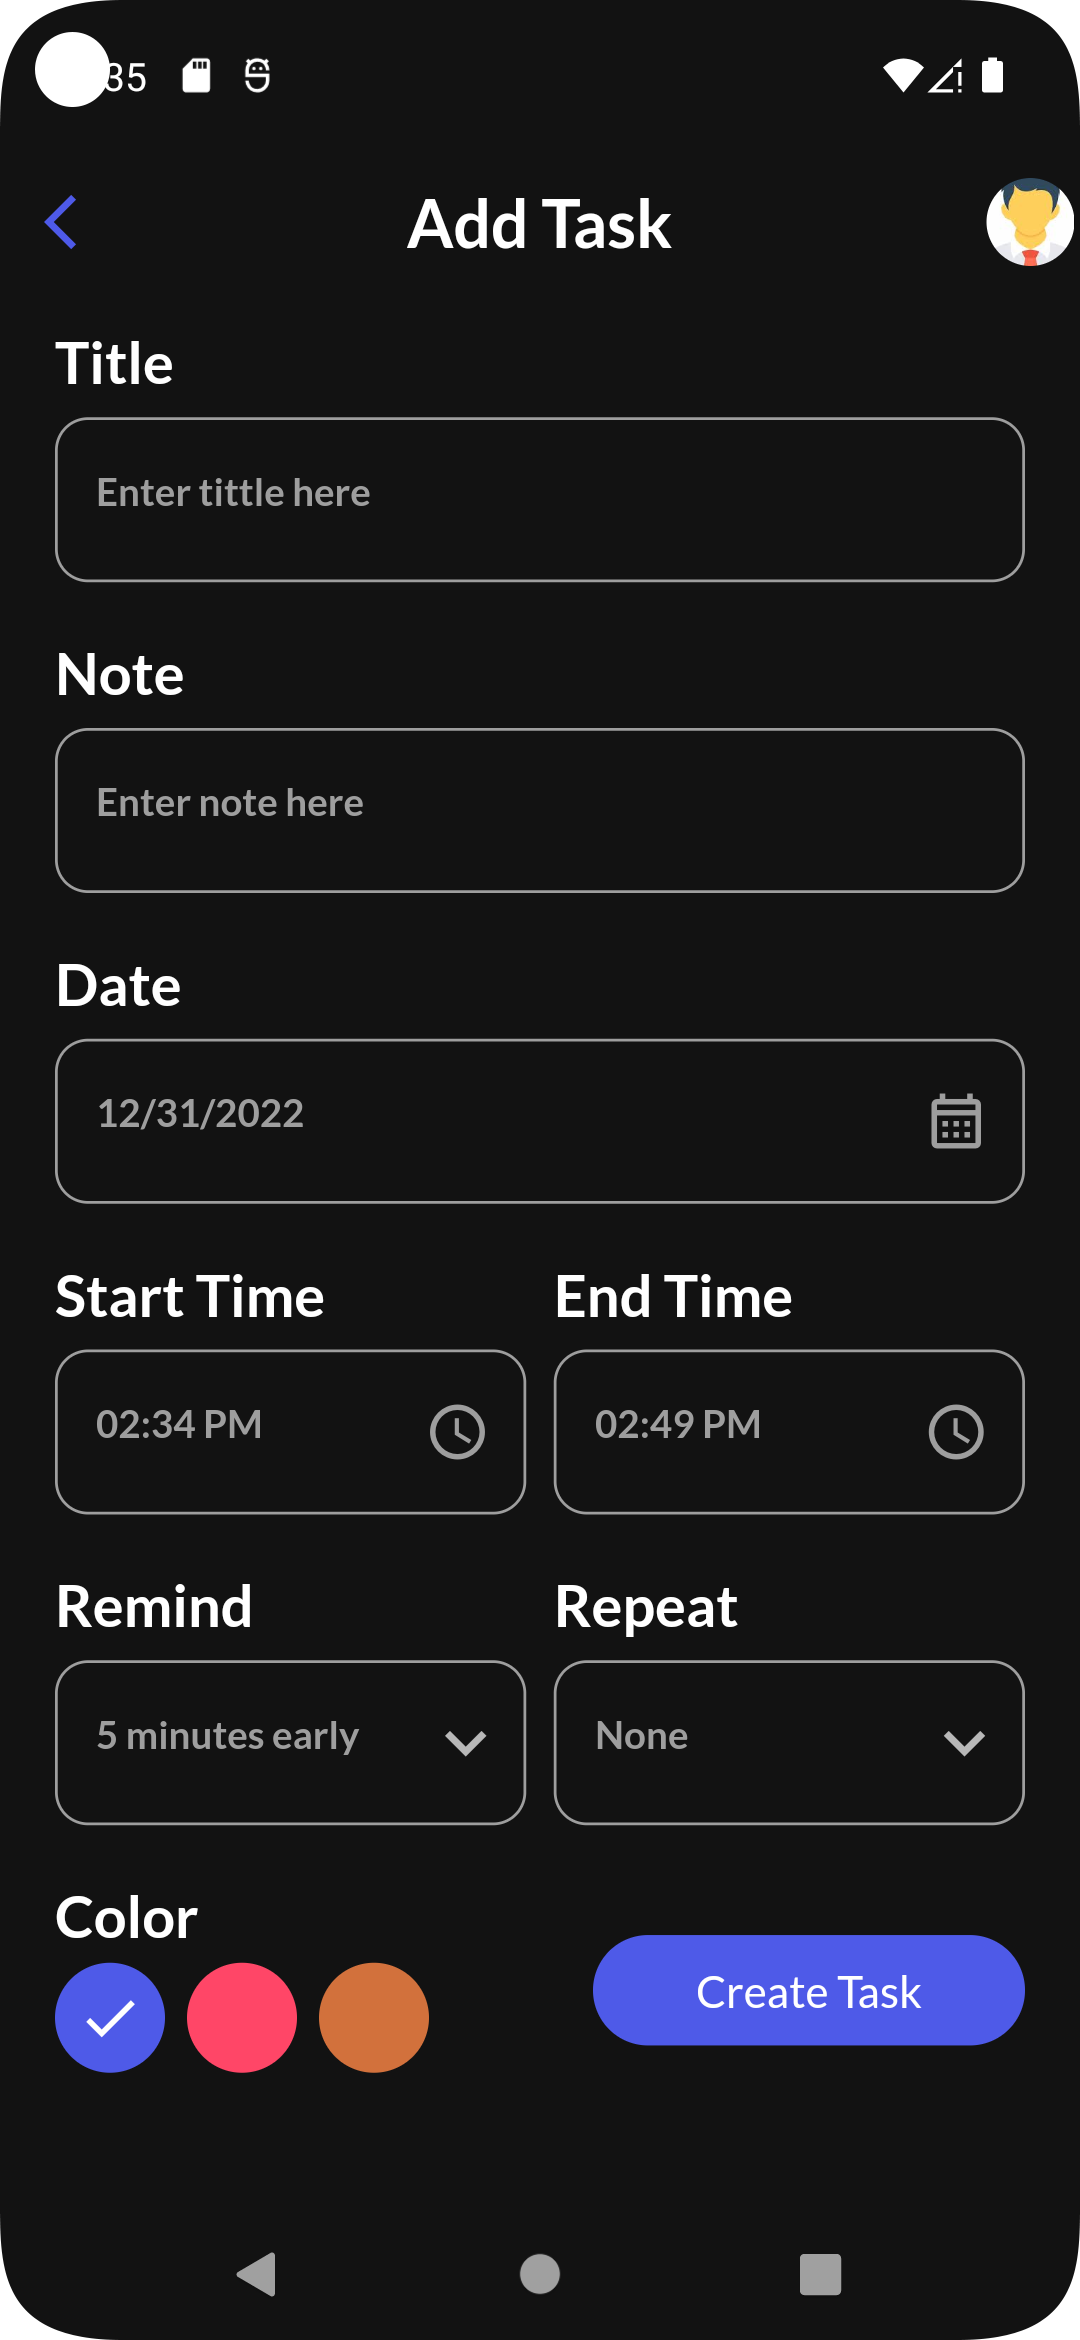 35
Add Task
Title
Enter tittle here
Note
Enter note here
Date
12/31/2022
Start Time
End Time
02:34 PM
02:49 PM
Remind
Repeat
5 minutes early
None
Color
Create Task